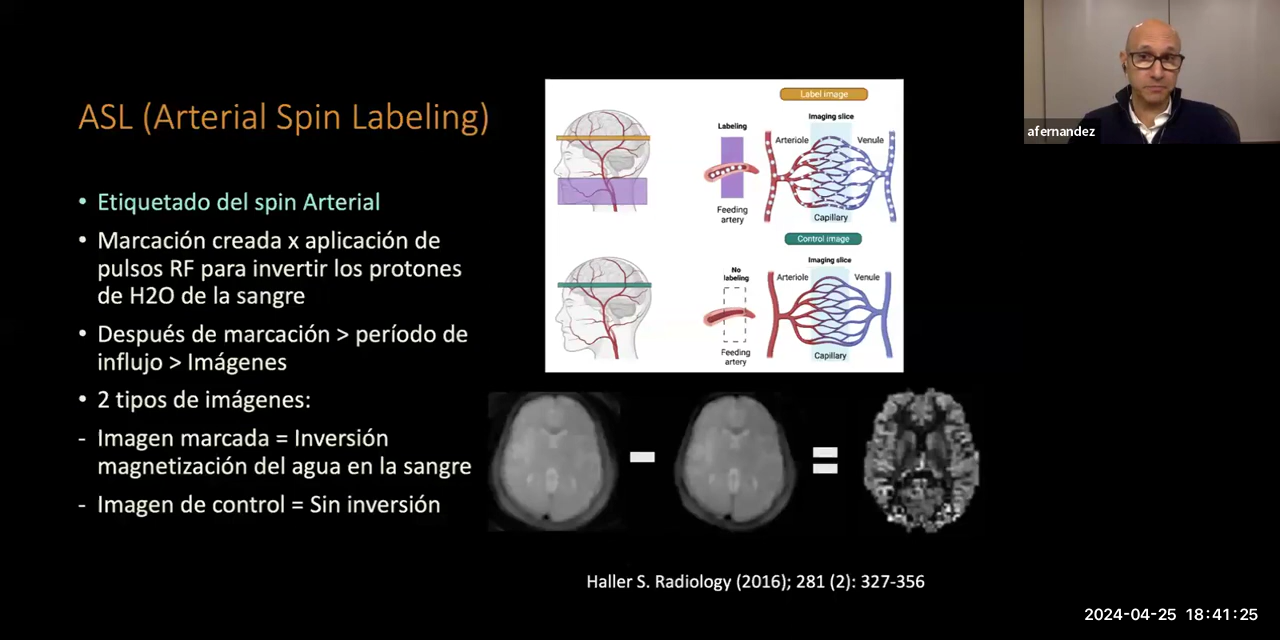 ASL (Arterial Spin Labeling)
• Etiquetado del spin Arterial
• Marcación creada x aplicación de
pulsos RF para invertir los protones
de H2O de la sangre
• Después de marcación > período de
influjo > Imágenes
• 2 tipos de imágenes:
- Imagen marcada = Inversión
magnetización del agua en la sangre
- Imagen de control = Sin inversión
Label image
Imaging slice
Labeling
Arteriole
Venule
Feeding
artery
Capillary
Control image
Imaging slice
No
labeling
Arteriole
Venule
Feeding
artery
Capillary
Haller S. Radiology (2016); 281 (2): 327-356
afernandez
2024-04-25 18:41:25